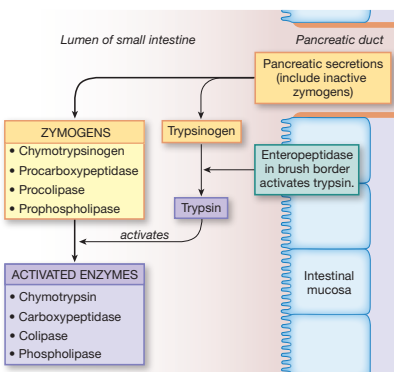 Lumen of small intestine
Pancreatic duct
Pancreatic secretions
(include inactive
zymogens)
ZYMOGENS
• Chymotrypsinogen
• Procarboxypeptidase
• Procolipase
• Prophospholipase
Trypsinogen
Enteropeptidase
in brush border
activates trypsin.
Trypsin
activates
ACTIVATED ENZYMES
• Chymotrypsin
• Carboxypeptidase
• Colipase
• Phospholipase
Intestinal
mucosa